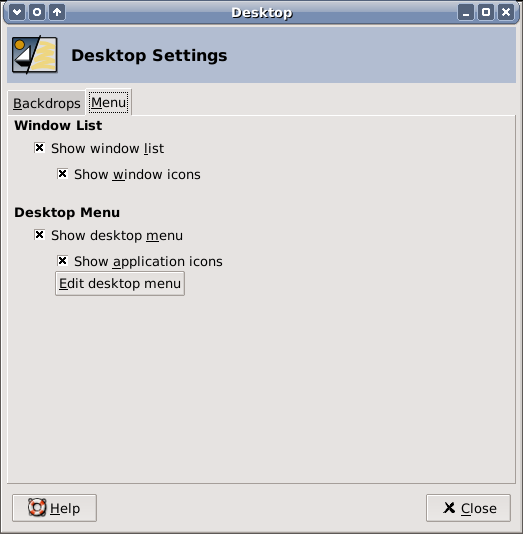 Desktop
Desktop Settings
Backdrops Menu
Window List
Show window list
Show window icons
Desktop Menu
Show desktop menu
Show application icons
Edit desktop menu
Help Close